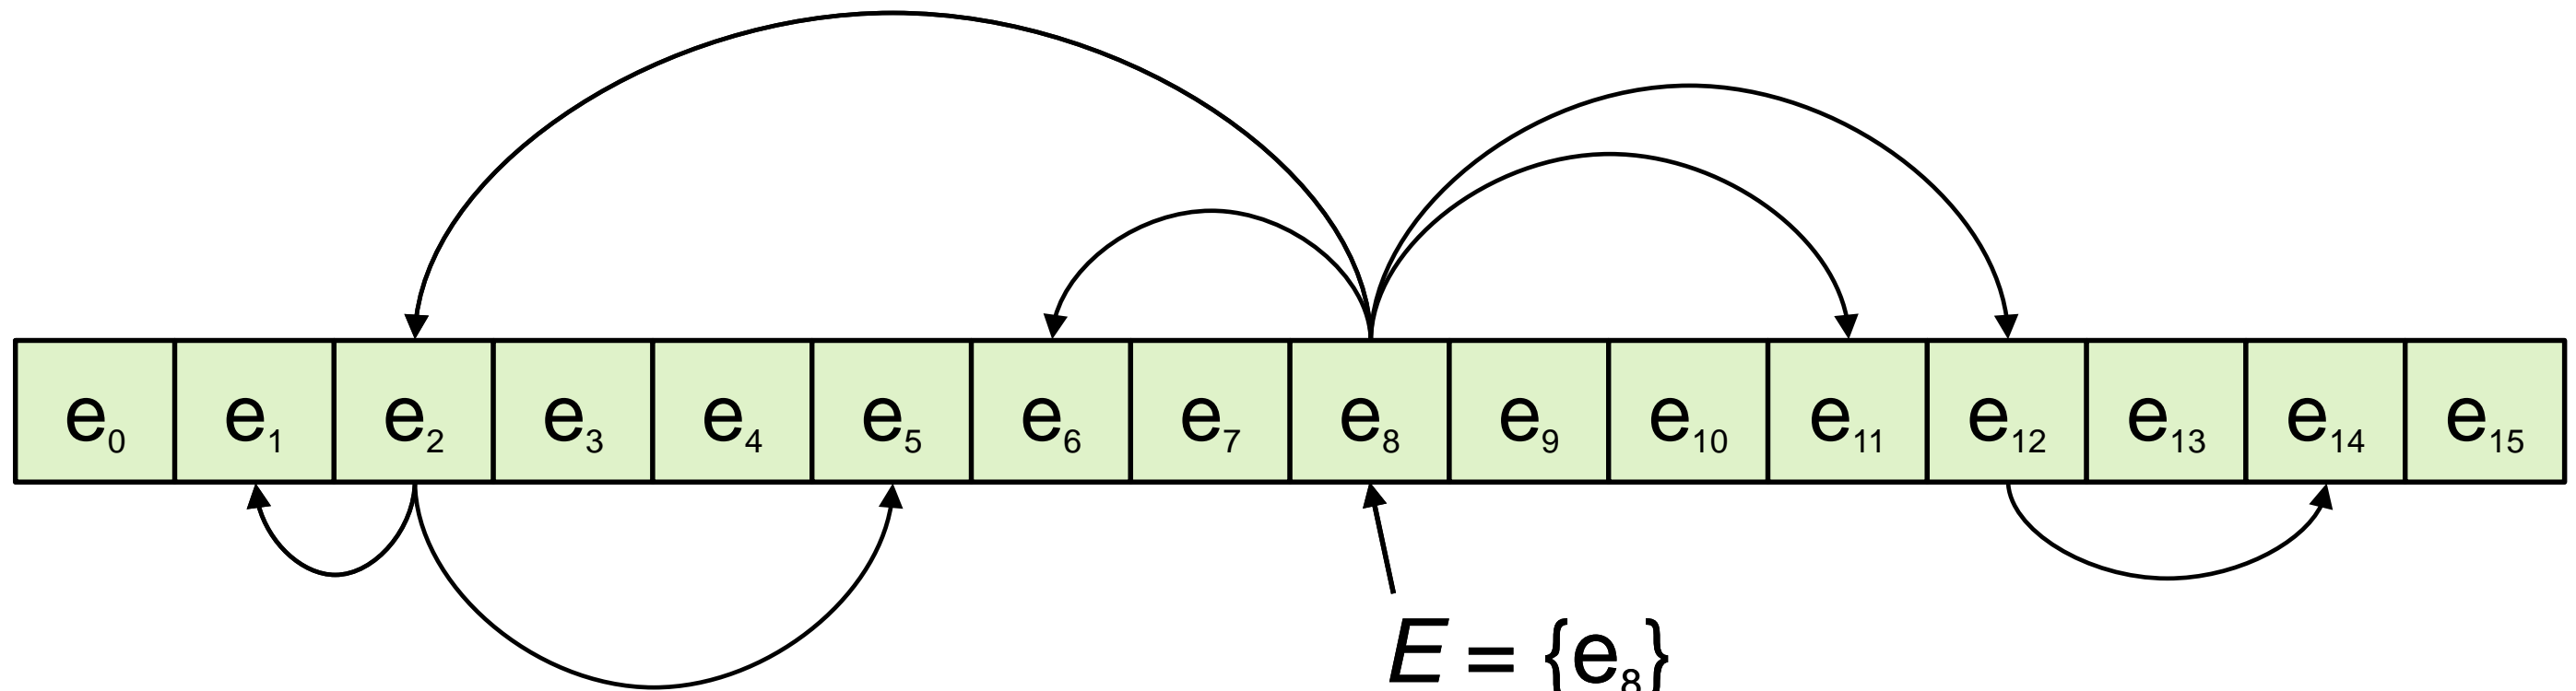 e₀ e₁ e₂ e₃ e₄ e₅ e₆ e₇ e₈ e₉ e₁₀ e₁₁ e₁₂ e₁₃ e₁₄ e₁₅
E = {e₈}